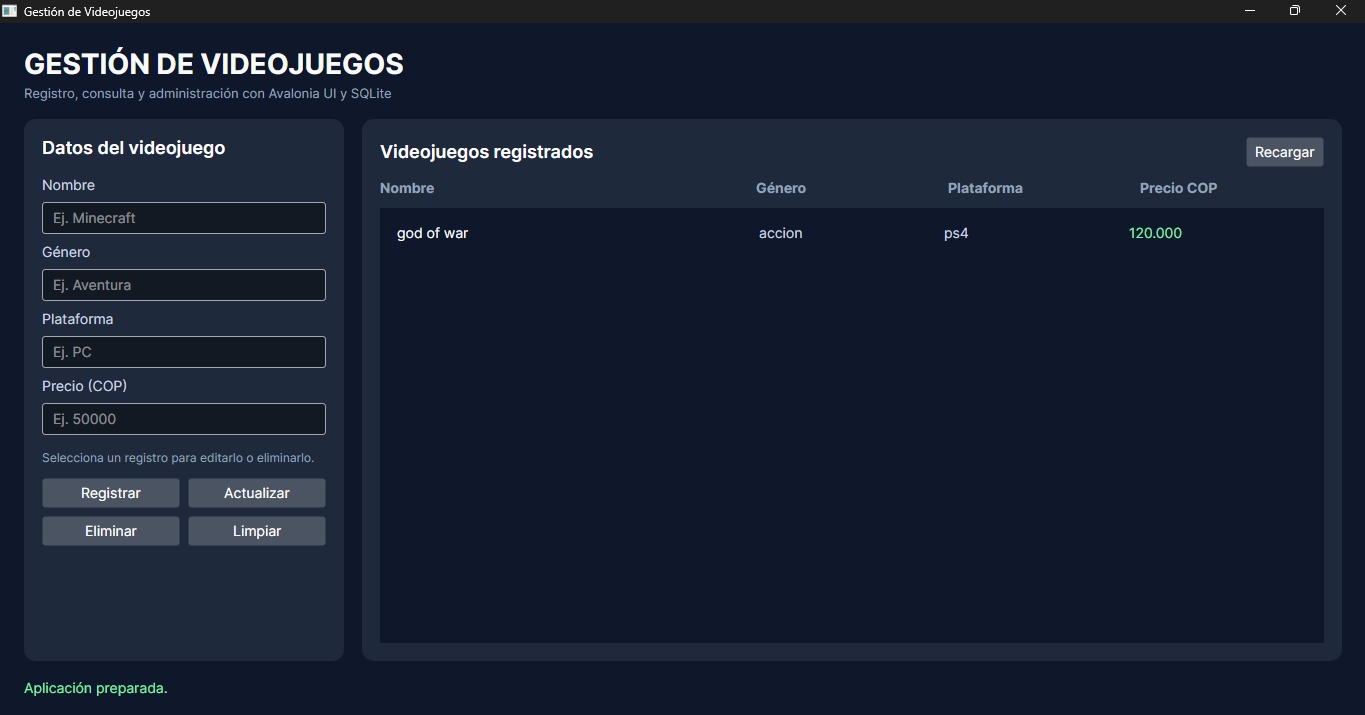 Gestión de Videojuegos
GESTIÓN DE VIDEOJUEGOS
Registro, consulta y administración con Avalonia UI y SQLite
Datos del videojuego
Nombre
Ej. Minecraft
Género
Ej. Aventura
Plataforma
Ej. PC
Precio (COP)
Ej. 50000
Selecciona un registro para editarlo o eliminarlo.
Registrar Actualizar
Eliminar Limpiar
Videojuegos registrados Recargar
Nombre Género Plataforma Precio COP
god of war accion ps4 120.000
Aplicación preparada.